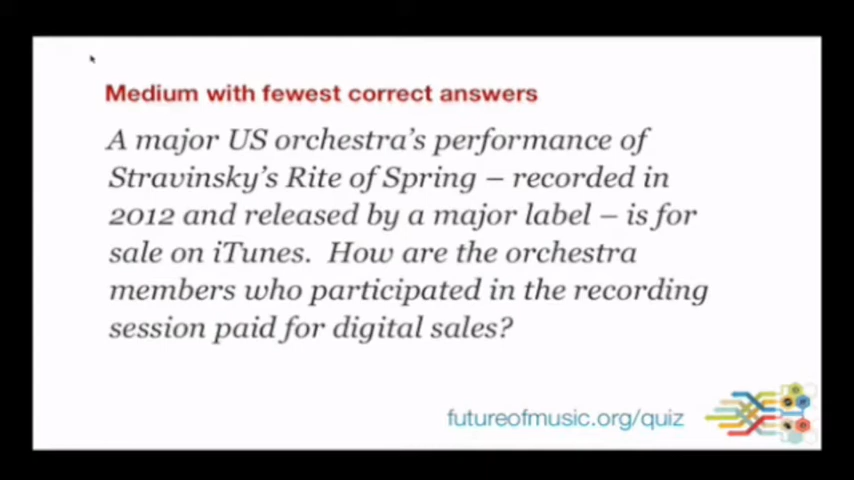 Medium with fewest correct answers
A major US orchestra's performance of
Stravinsky's Rite of Spring – recorded in
2012 and released by a major label – is for
sale on iTunes. How are the orchestra
members who participated in the recording
session paid for digital sales?
futureofmusic.org/quiz